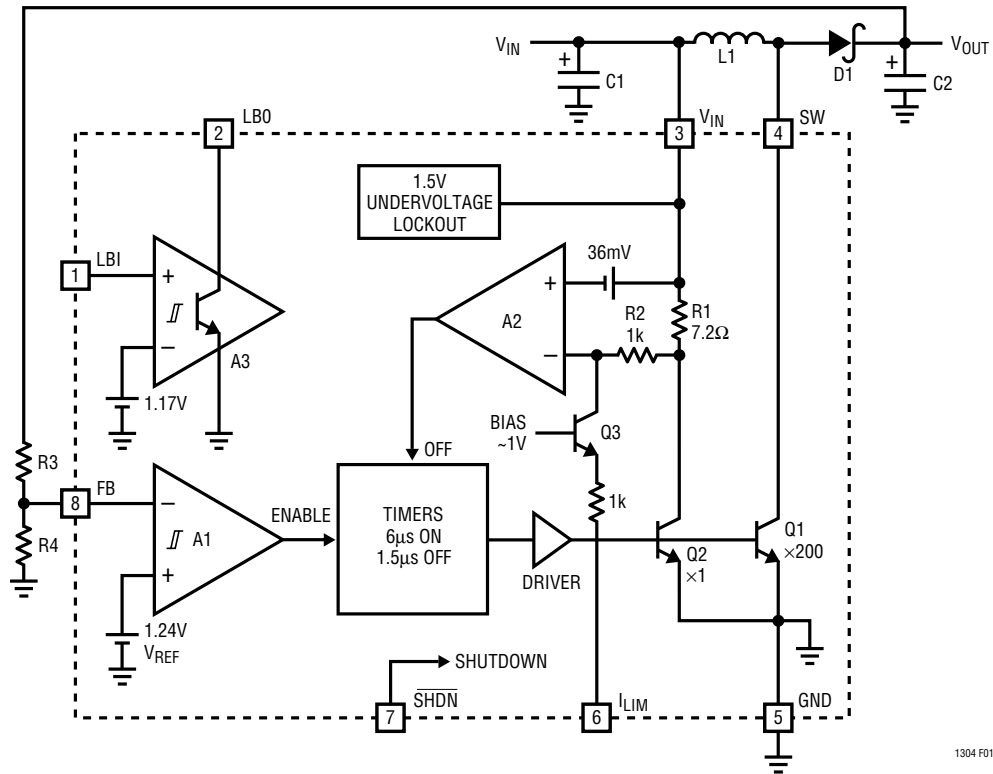 VIN
L1
D1
VOUT
+
C1
+
C2
2
LBO
3
VIN
4
SW
1.5V
UNDERVOLTAGE
LOCKOUT
1
LBI
+
−
A3
1.17V
36mV
+
−
A2
R2
1k
R1
7.2Ω
BIAS
~1V
Q3
OFF
R3
R4
8
FB
−
A1
+
ENABLE
1.24V
VREF
TIMERS
6µs ON
1.5µs OFF
DRIVER
1k
Q2
×1
Q1
×200
SHUTDOWN
7
SHDN
6
ILIM
5
GND
1304 F01